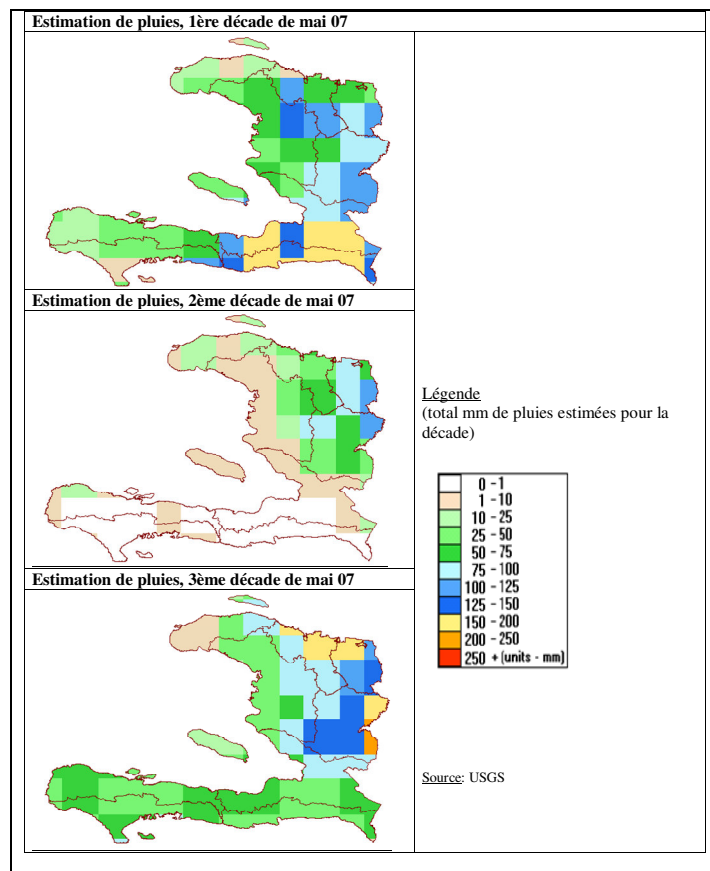 Estimation de pluies, 1ère décade de mai 07
Estimation de pluies, 2ème décade de mai 07
Légende
(total mm de pluies estimées pour la
décade)
0 - 1
1 - 10
10 - 25
25 - 50
50 - 75
75 - 100
100 - 125
125 - 150
150 - 200
200 - 250
250 + (units - mm)
Estimation de pluies, 3ème décade de mai 07
Source: USGS